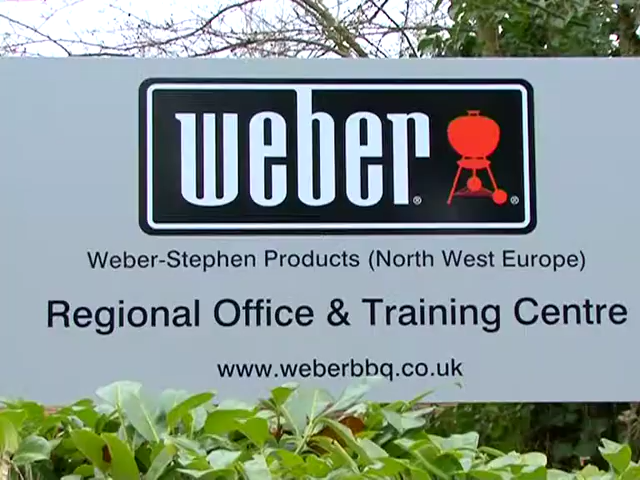 weber® ®
Weber-Stephen Products (North West Europe)
Regional Office & Training Centre
www.weberbbq.co.uk